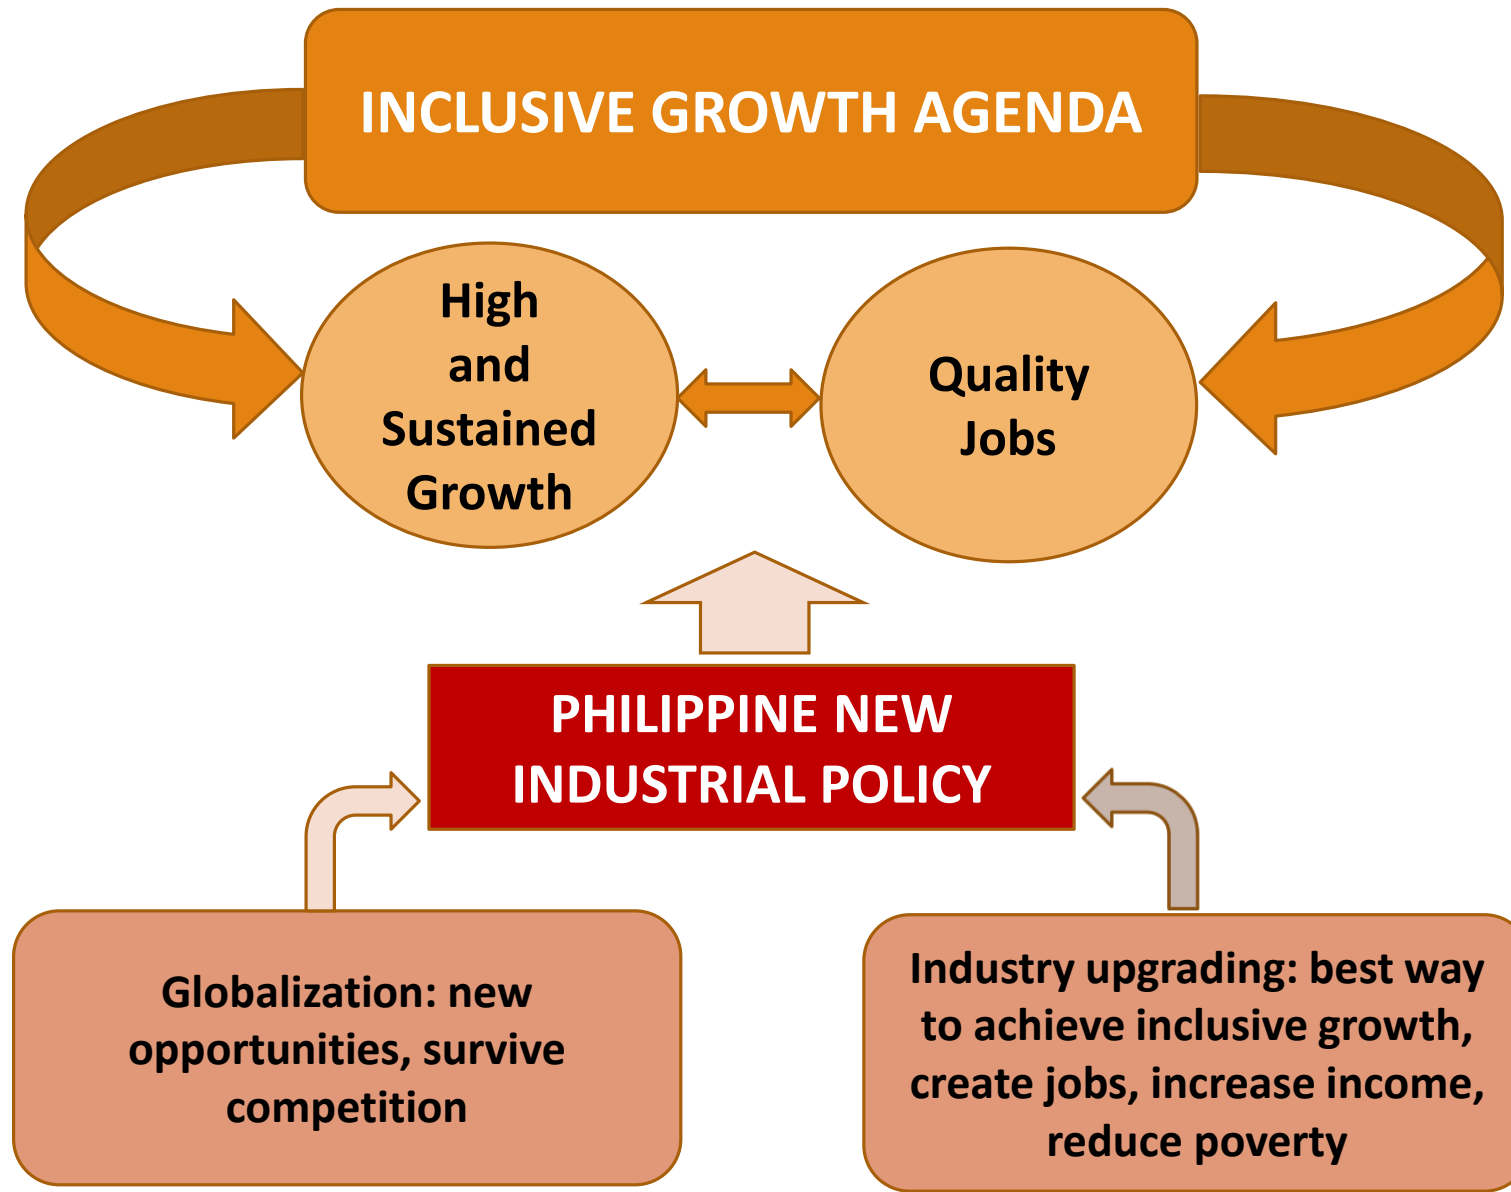 INCLUSIVE GROWTH AGENDA
High
and
Sustained
Growth
Quality
Jobs
PHILIPPINE NEW
INDUSTRIAL POLICY
Globalization: new
opportunities, survive
competition
Industry upgrading: best way
to achieve inclusive growth,
create jobs, increase income,
reduce poverty